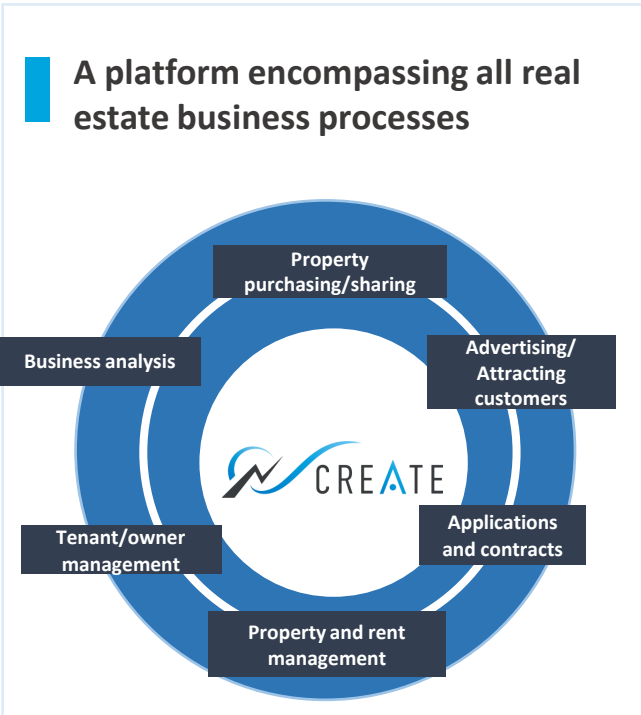 A platform encompassing all real
estate business processes
Property
purchasing/sharing
Advertising/
Attracting
customers
Business analysis
CREATE
Applications
and contracts
Tenant/owner
management
Property and rent
management